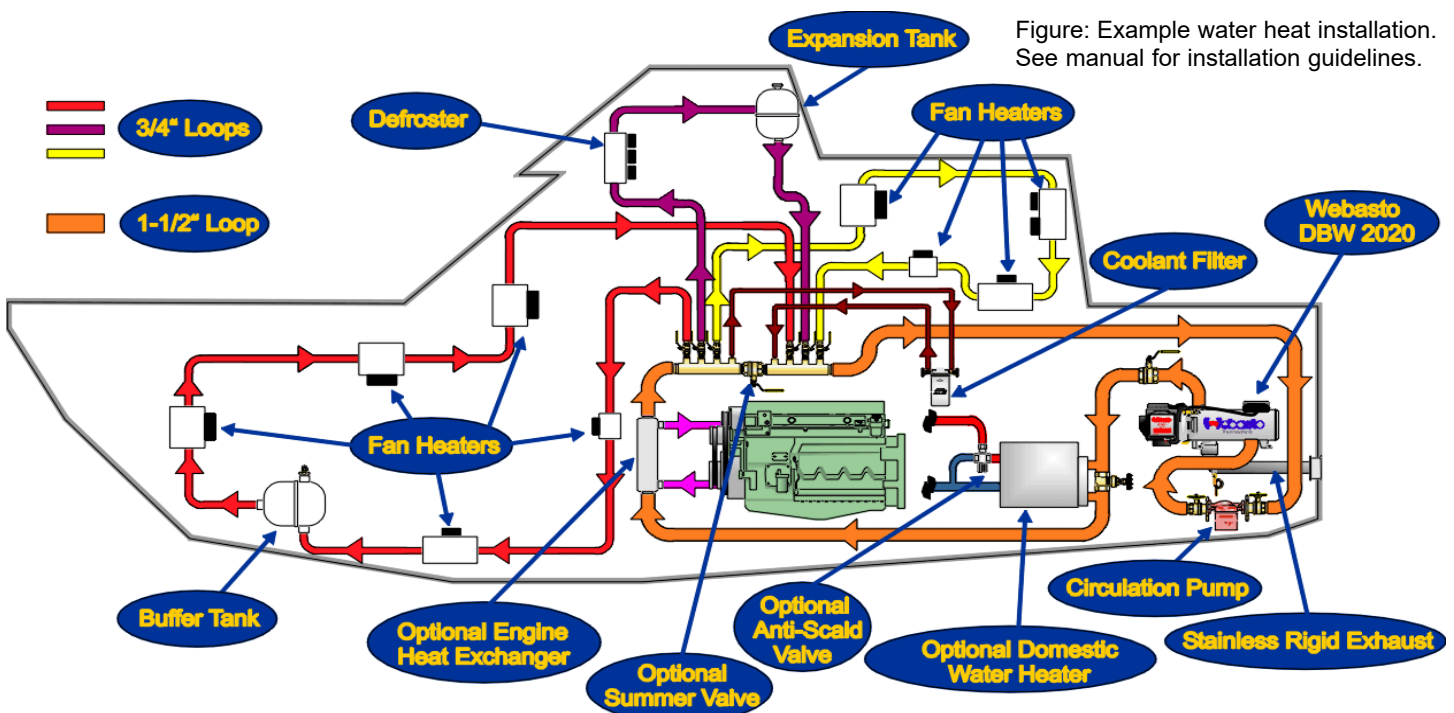 Figure: Example water heat installation.
See manual for installation guidelines.
Expansion Tank
Defroster
Fan Heaters
3/4" Loops
1-1/2" Loop
Webasto
DBW 2020
Coolant Filter
Fan Heaters
Webasto
Buffer Tank
Optional Engine
Heat Exchanger
Optional
Summer Valve
Optional
Anti-Scald
Valve
Optional Domestic
Water Heater
Circulation Pump
Stainless Rigid Exhaust